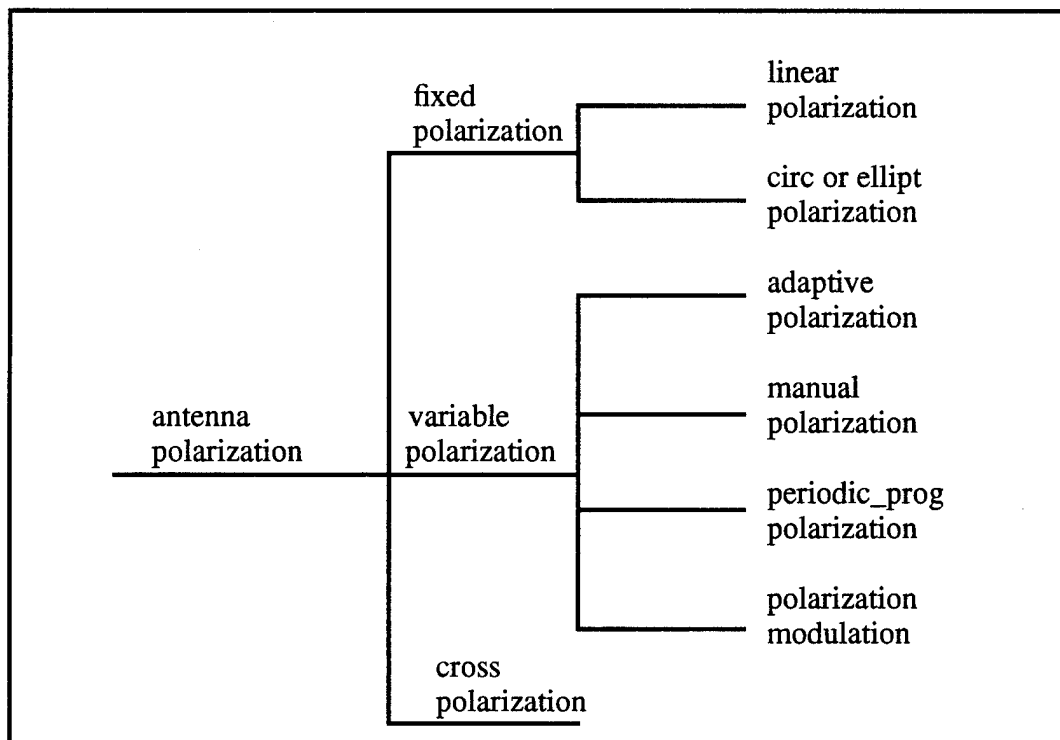 linear
polarization
fixed
polarization
circ or ellipt
polarization
adaptive
polarization
manual
polarization
antenna
polarization
variable
polarization
periodic_prog
polarization
polarization
modulation
cross
polarization